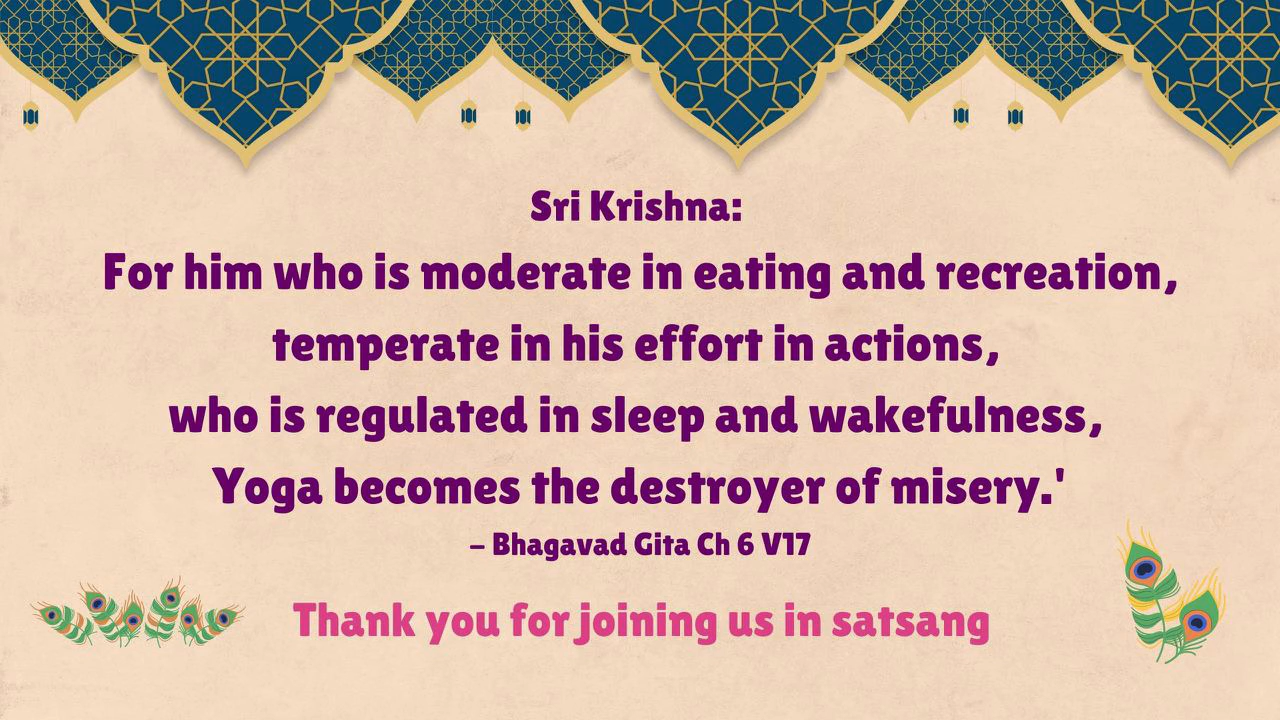 Sri Krishna:
For him who is moderate in eating and recreation,
temperate in his effort in actions,
who is regulated in sleep and wakefulness,
Yoga becomes the destroyer of misery.'
– Bhagavad Gita Ch 6 V17
Thank you for joining us in satsang